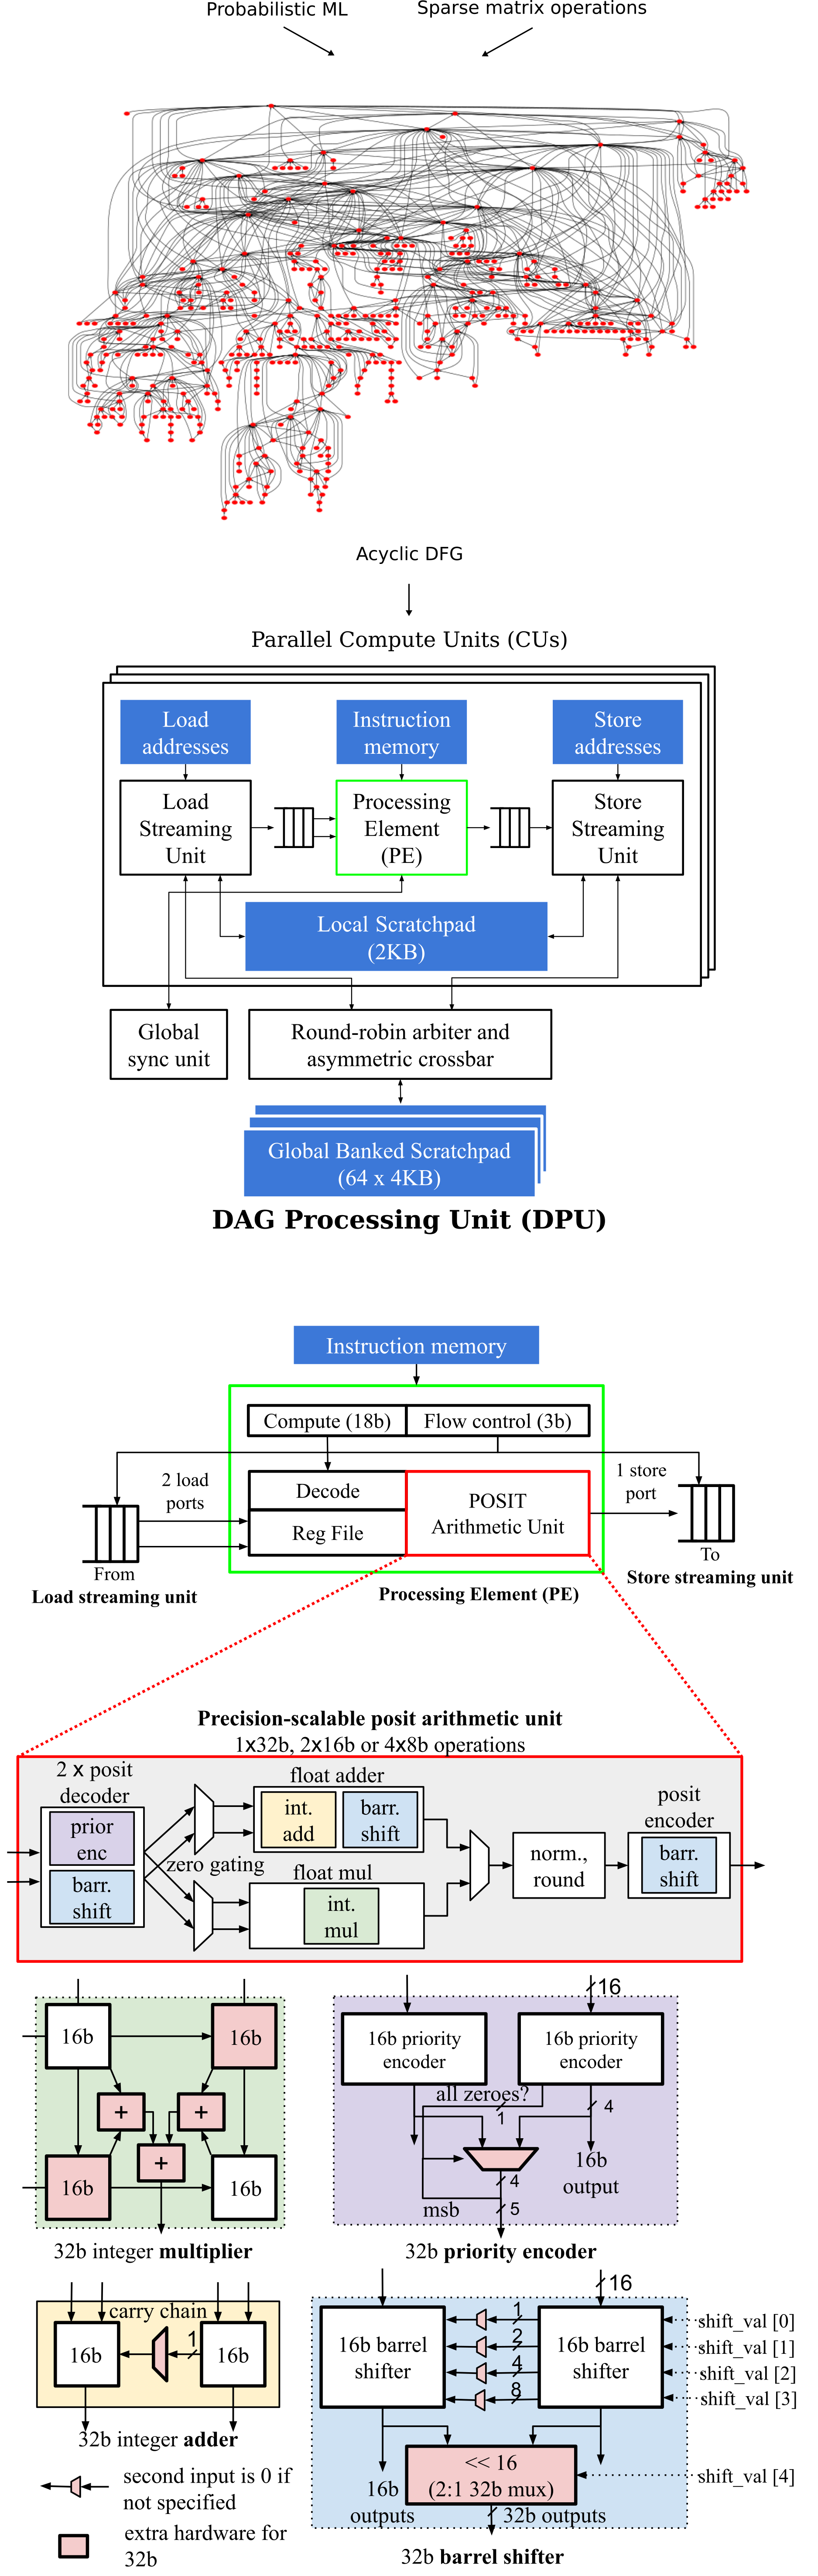 Probabilistic ML
Sparse matrix operations
Acyclic DFG
Parallel Compute Units (CUs)
Load
addresses
Instruction
memory
Store
addresses
Load
Streaming
Unit
Processing
Element
(PE)
Store
Streaming
Unit
Local Scratchpad
(2KB)
Global
sync unit
Round-robin arbiter and
asymmetric crossbar
Global Banked Scratchpad
(64 x 4KB)
DAG Processing Unit (DPU)
Instruction memory
Compute (18b)
Flow control (3b)
2 load
ports
Decode
Reg File
POSIT
Arithmetic Unit
1 store
port
From
Load streaming unit
To
Store streaming unit
Processing Element (PE)
Precision-scalable posit arithmetic unit
1x32b, 2x16b or 4x8b operations
2 x posit
decoder
prior
enc
barr.
shift
zero gating
float adder
int.
add
barr.
shift
float mul
int.
mul
norm.,
round
posit
encoder
barr.
shift
16b
16b
+
+
+
16b
16b
32b integer multiplier
16
16b priority
encoder
16b priority
encoder
all zeroes?
1
4
16b
output
4
msb
5
32b priority encoder
carry chain
16b
1
16b
32b integer adder
second input is 0 if
not specified
extra hardware for
32b
16
16b barrel
shifter
1
2
4
8
16b barrel
shifter
shift_val [0]
shift_val [1]
shift_val [2]
shift_val [3]
<< 16
(2:1 32b mux)
shift_val [4]
16b
outputs
32b outputs
32b barrel shifter